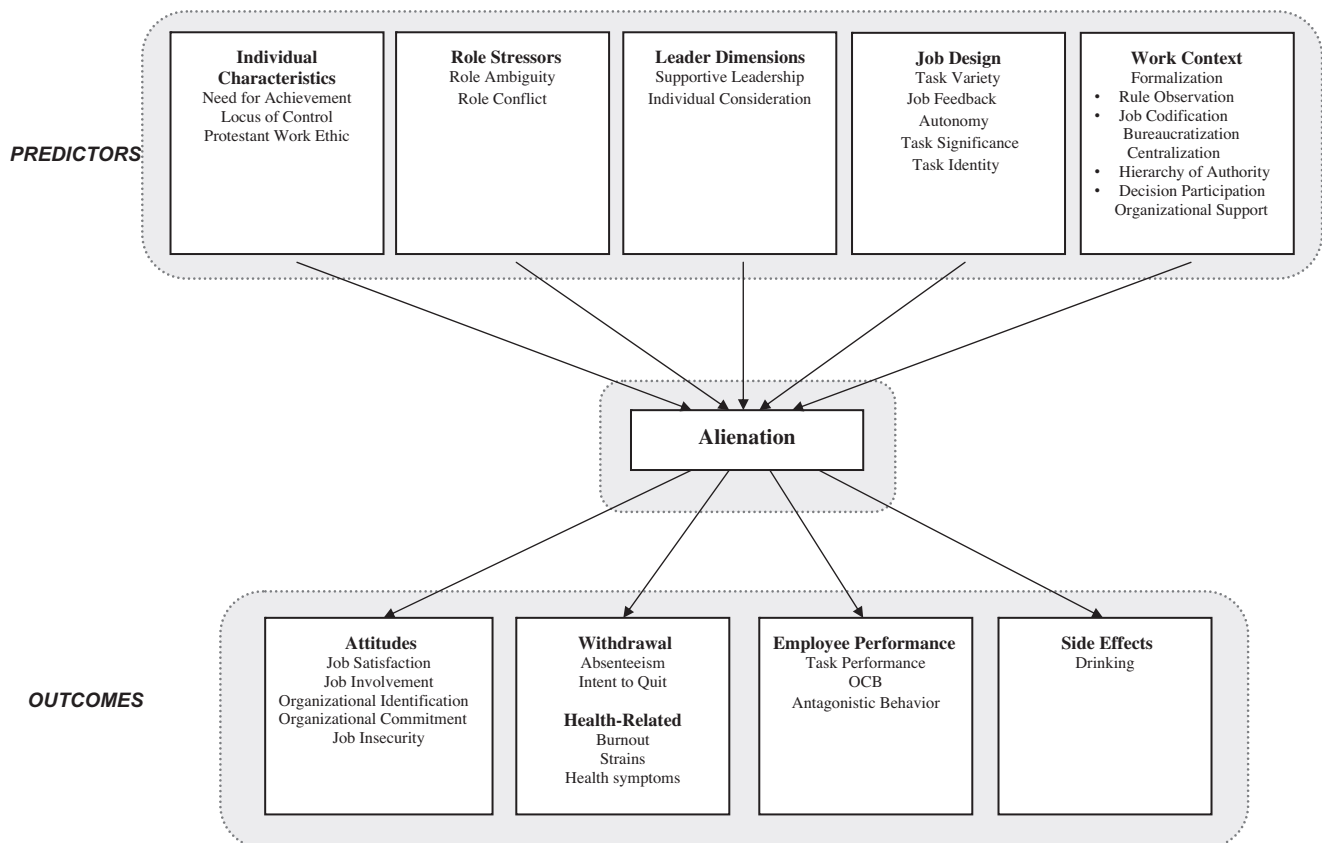 PREDICTORS
Individual
Characteristics
Need for Achievement
Locus of Control
Protestant Work Ethic
Role Stressors
Role Ambiguity
Role Conflict
Leader Dimensions
Supportive Leadership
Individual Consideration
Job Design
Task Variety
Job Feedback
Autonomy
Task Significance
Task Identity
Work Context
Formalization
• Rule Observation
• Job Codification
Bureaucratization
Centralization
• Hierarchy of Authority
• Decision Participation
Organizational Support
Alienation
OUTCOMES
Attitudes
Job Satisfaction
Job Involvement
Organizational Identification
Organizational Commitment
Job Insecurity
Withdrawal
Absenteeism
Intent to Quit
Health-Related
Burnout
Strains
Health symptoms
Employee Performance
Task Performance
OCB
Antagonistic Behavior
Side Effects
Drinking